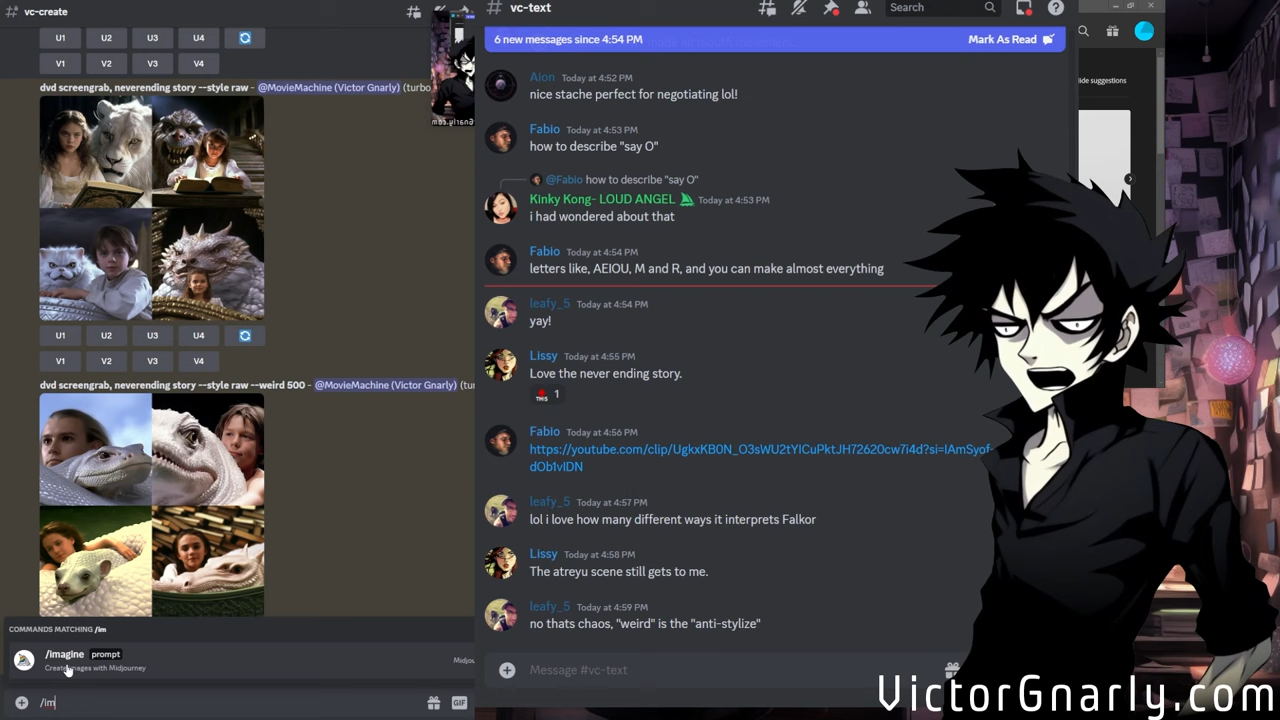 # vc-create
U1 U2 U3 U4
V1 V2 V3 V4
dvd screengrab, neverending story --style raw - @MovieMachine (Victor Gnarly) (turbo
U1 U2 U3 U4
V1 V2 V3 V4
dvd screengrab, neverending story --style raw --weird 500 - @MovieMachine (Victor Gnarly) (tu
COMMANDS MATCHING /im
/imagine prompt
Create images with Midjourney Midjou
/im GIF
# vc-text
Search
6 new messages since 4:54 PM Mark As Read
Aion Today at 4:52 PM
nice stache perfect for negotiating lol!
Fabio Today at 4:53 PM
how to describe "say O"
@Fabio how to describe "say O"
Kinky Kong- LOUD ANGEL Today at 4:53 PM
i had wondered about that
Fabio Today at 4:54 PM
letters like, AEIOU, M and R, and you can make almost everything
leafy_5 Today at 4:54 PM
yay!
Lissy Today at 4:55 PM
Love the never ending story.
THIS 1
Fabio Today at 4:56 PM
https://youtube.com/clip/UgkxKB0N_O3sWU2tYICuPktJH72620cw7i4d?si=IAmSyof-
dOb1vIDN
leafy_5 Today at 4:57 PM
lol i love how many different ways it interprets Falkor
Lissy Today at 4:58 PM
The atreyu scene still gets to me.
leafy_5 Today at 4:59 PM
no thats chaos, "weird" is the "anti-stylize"
Message #vc-text
ide suggestions
VictorGnarly.com